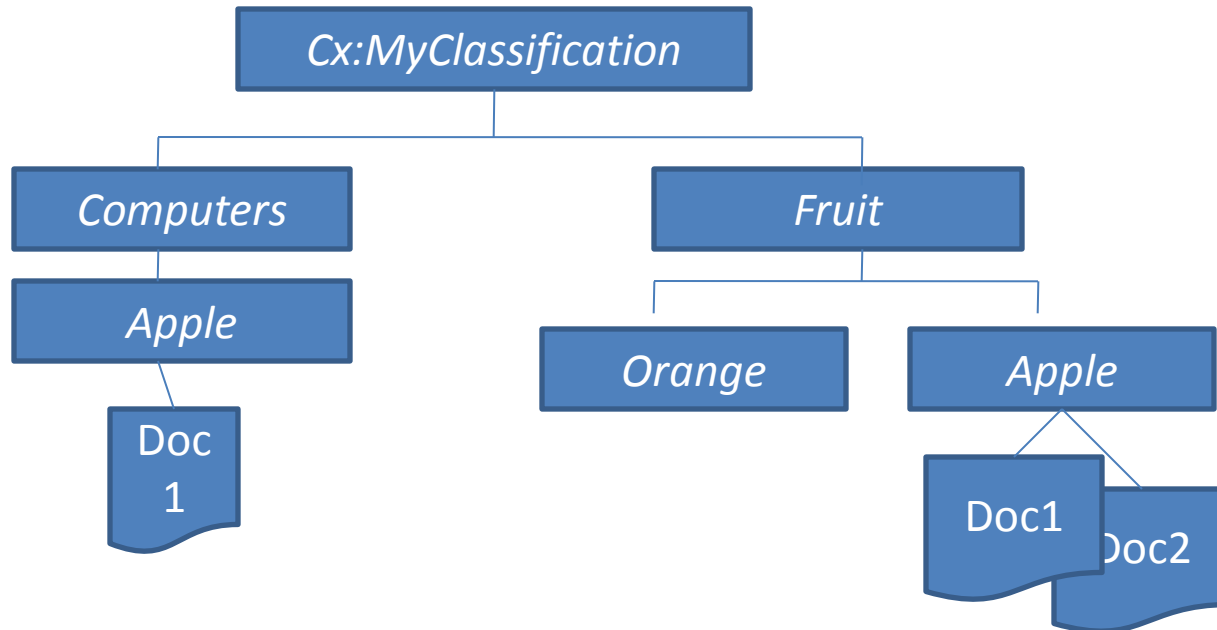 Cx:MyClassification
Computers
Fruit
Apple
Orange
Apple
Doc
1
Doc1
Doc2